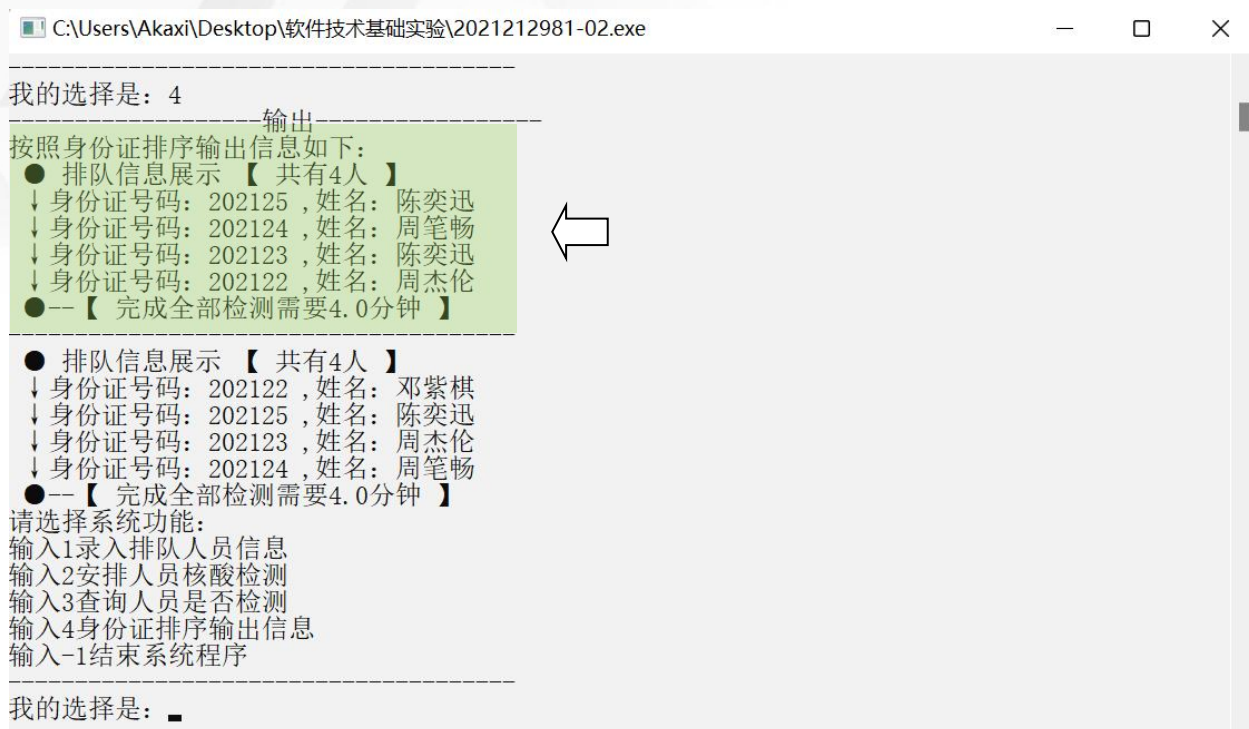 C:\Users\Akaxi\Desktop\软件技术基础实验\2021212981-02.exe
--------------------------------------
我的选择是：4
-------------------输出-----------------
按照身份证排序输出信息如下：
● 排队信息展示 【 共有4人 】
↓身份证号码：202125 ,姓名：陈奕迅
↓身份证号码：202124 ,姓名：周笔畅
↓身份证号码：202123 ,姓名：陈奕迅
↓身份证号码：202122 ,姓名：周杰伦
●--【 完成全部检测需要4.0分钟 】
--------------------------------------
● 排队信息展示 【 共有4人 】
↓身份证号码：202122 ,姓名：邓紫棋
↓身份证号码：202125 ,姓名：陈奕迅
↓身份证号码：202123 ,姓名：周杰伦
↓身份证号码：202124 ,姓名：周笔畅
●--【 完成全部检测需要4.0分钟 】
请选择系统功能：
输入1录入排队人员信息
输入2安排人员核酸检测
输入3查询人员是否检测
输入4身份证排序输出信息
输入-1结束系统程序
--------------------------------------
我的选择是：